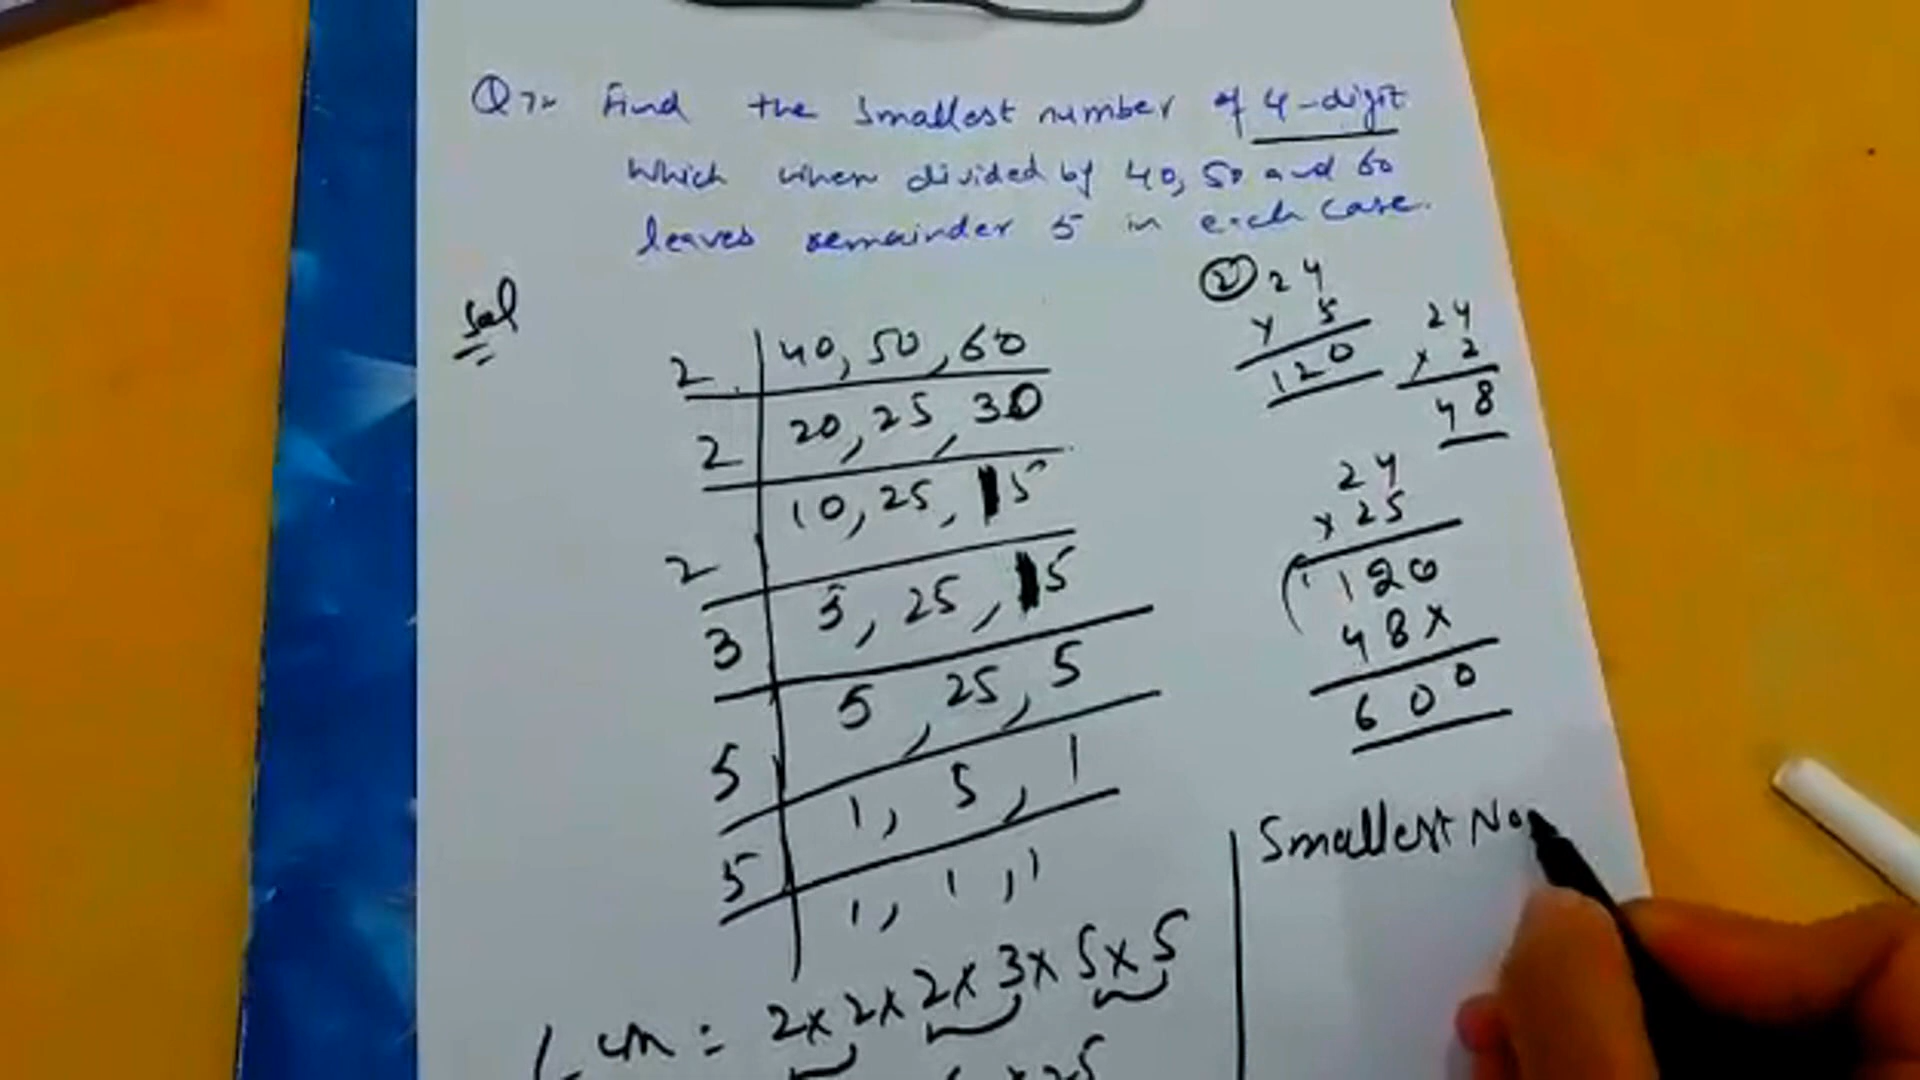 Q7:- Find the smallest number of 4-digit
which when divided by 40, 50 and 60
leaves remainder 5 in each case.
Sol
2 | 40, 50, 60
2 | 20, 25, 30
2 | 10, 25, 15
3 | 5, 25, 15
5 | 5, 25, 5
5 | 1, 5, 1
1, 1, 1
Lcm = 2x2x2x3x5x5
x25
2 24
x 5
120
24
x 2
48
24
x25
120
48x
600
Smallest No